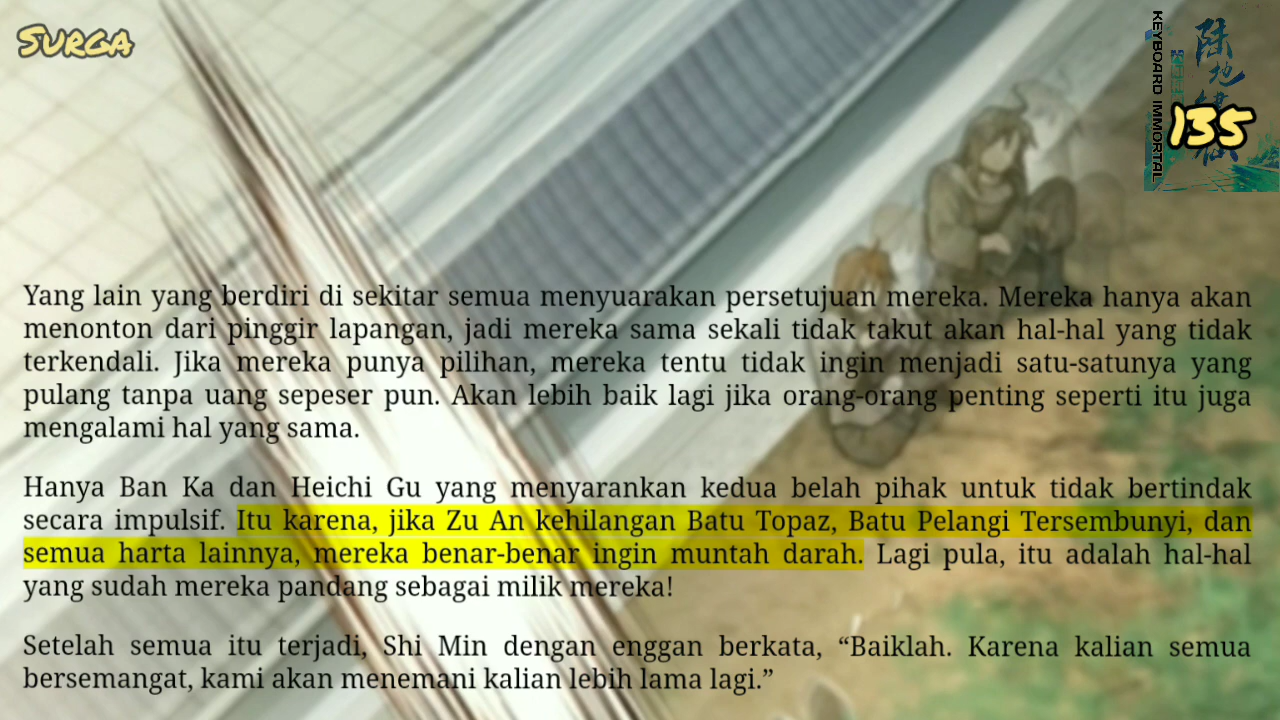 Surga
KEYBOARD IMMORTAL
135
Yang lain yang berdiri di sekitar semua menyuarakan persetujuan mereka. Mereka hanya akan
menonton dari pinggir lapangan, jadi mereka sama sekali tidak takut akan hal-hal yang tidak
terkendali. Jika mereka punya pilihan, mereka tentu tidak ingin menjadi satu-satunya yang
pulang tanpa uang sepeser pun. Akan lebih baik lagi jika orang-orang penting seperti itu juga
mengalami hal yang sama.
Hanya Ban Ka dan Heichi Gu yang menyarankan kedua belah pihak untuk tidak bertindak
secara impulsif. Itu karena, jika Zu An kehilangan Batu Topaz, Batu Pelangi Tersembunyi, dan
semua harta lainnya, mereka benar-benar ingin muntah darah. Lagi pula, itu adalah hal-hal
yang sudah mereka pandang sebagai milik mereka!
Setelah semua itu terjadi, Shi Min dengan enggan berkata, “Baiklah. Karena kalian semua
bersemangat, kami akan menemani kalian lebih lama lagi.”